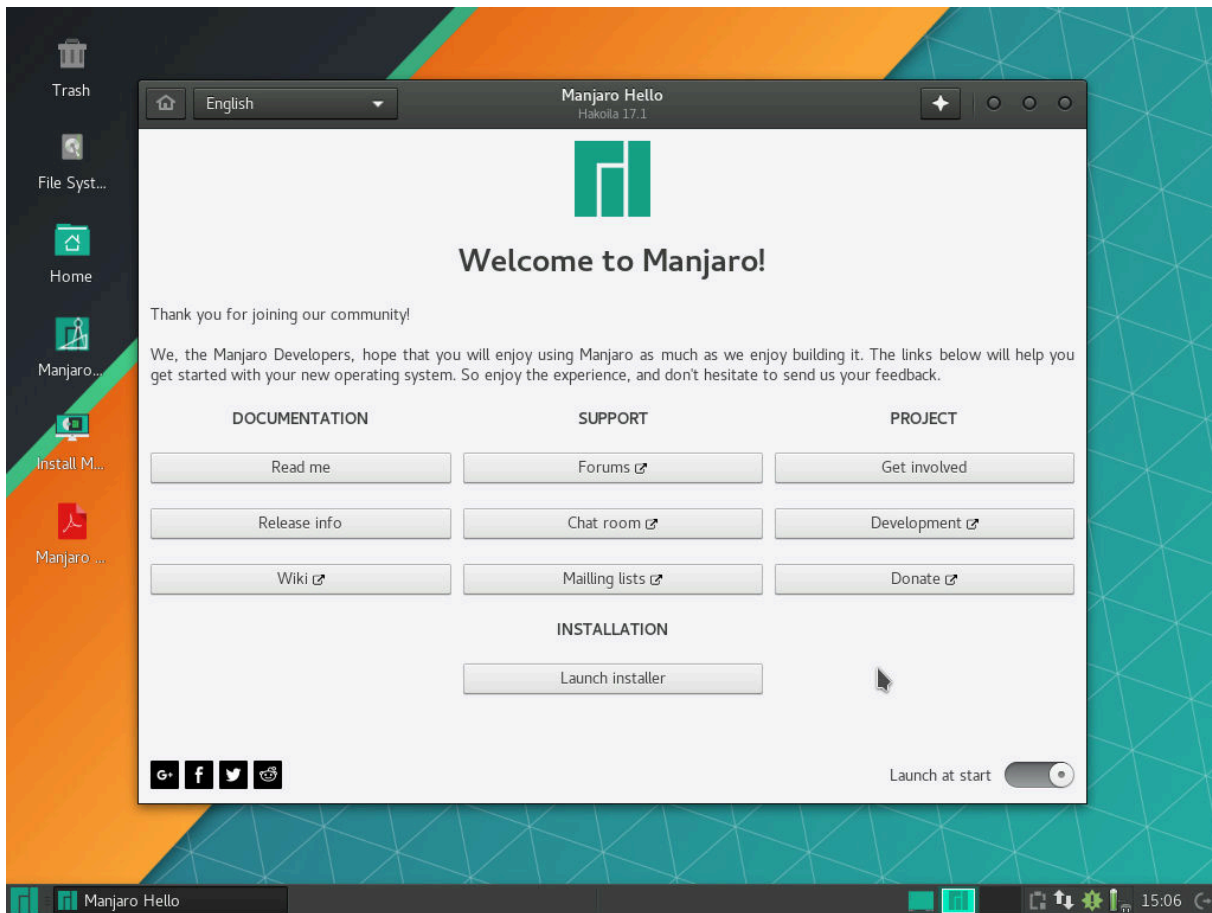 Trash
File Syst...
Home
Manjaro...
Install M...
Manjaro ...
English
Manjaro Hello
Hakoila 17.1
Welcome to Manjaro!
Thank you for joining our community!
We, the Manjaro Developers, hope that you will enjoy using Manjaro as much as we enjoy building it. The links below will help you
get started with your new operating system. So enjoy the experience, and don't hesitate to send us your feedback.
DOCUMENTATION SUPPORT PROJECT
Read me Forums Get involved
Release info Chat room Development
Wiki Mailling lists Donate
INSTALLATION
Launch installer
G+ f Launch at start
Manjaro Hello 15:06